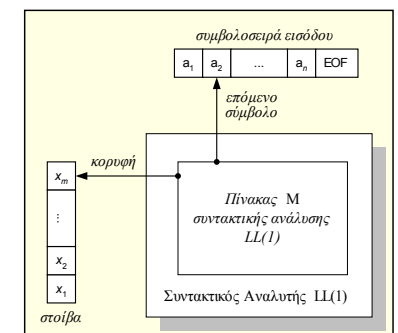 συμβολοσειρά εισόδου
a1 a2 ... an EOF
επόμενο
σύμβολο
κορυφή
xm
⋮
x2
x1
στοίβα
Πίνακας M
συντακτικής ανάλυσης
LL(1)
Συντακτικός Αναλυτής LL(1)